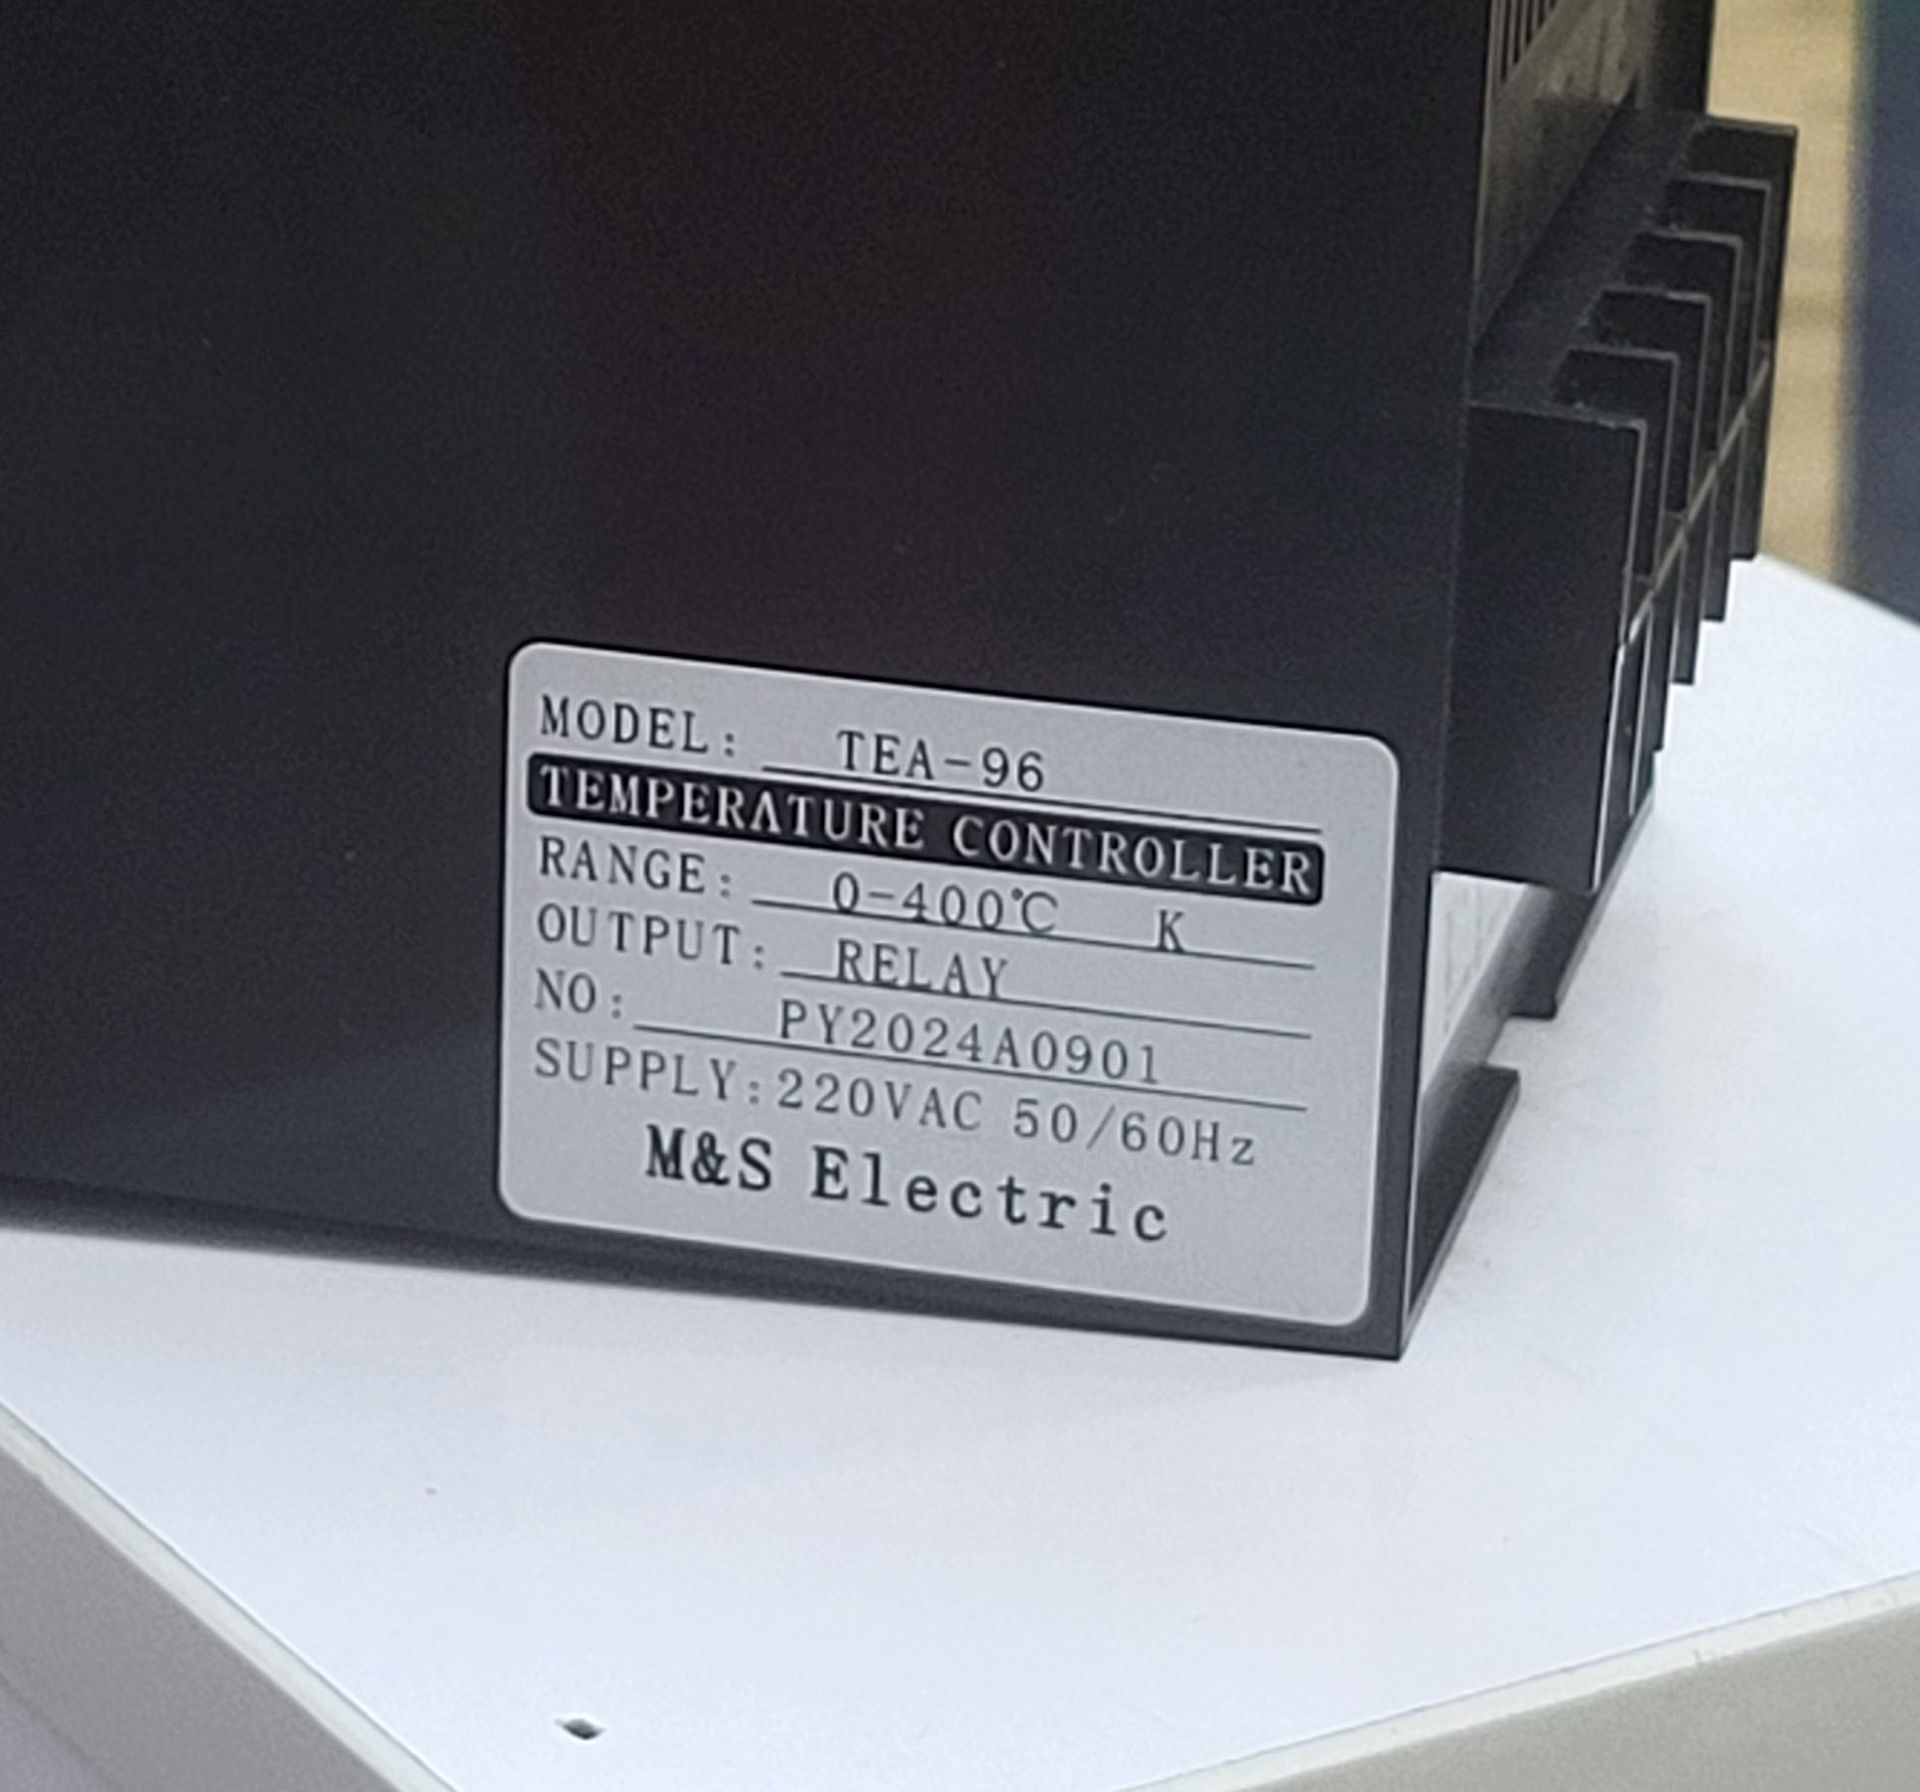 MODEL: TEA-96
TEMPERATURE CONTROLLER
RANGE: 0-400℃ K
OUTPUT: RELAY
NO: PY2024A0901
SUPPLY:220VAC 50/60Hz
M&S Electric